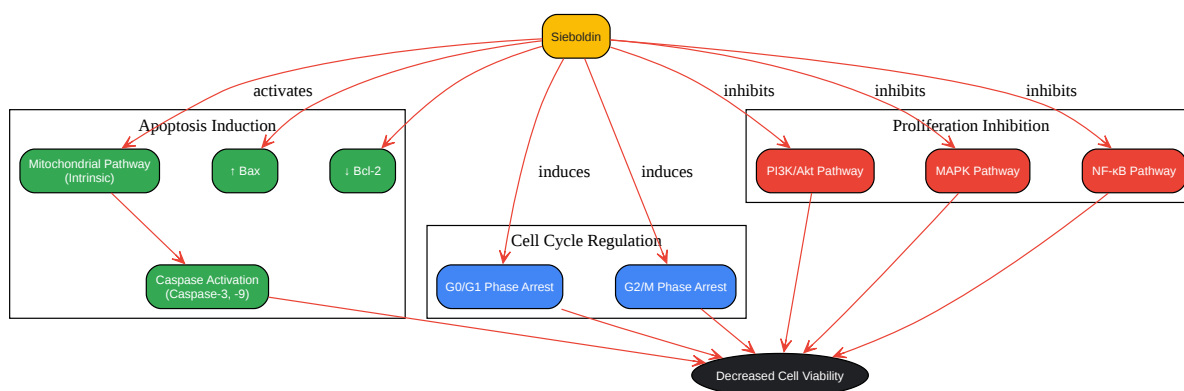 Sieboldin
activates
inhibits
inhibits
inhibits
Apoptosis Induction
Proliferation Inhibition
Mitochondrial Pathway
(Intrinsic)
↑ Bax
↓ Bcl-2
induces
induces
PI3K/Akt Pathway
MAPK Pathway
NF-κB Pathway
Cell Cycle Regulation
Caspase Activation
(Caspase-3, -9)
G0/G1 Phase Arrest
G2/M Phase Arrest
Decreased Cell Viability